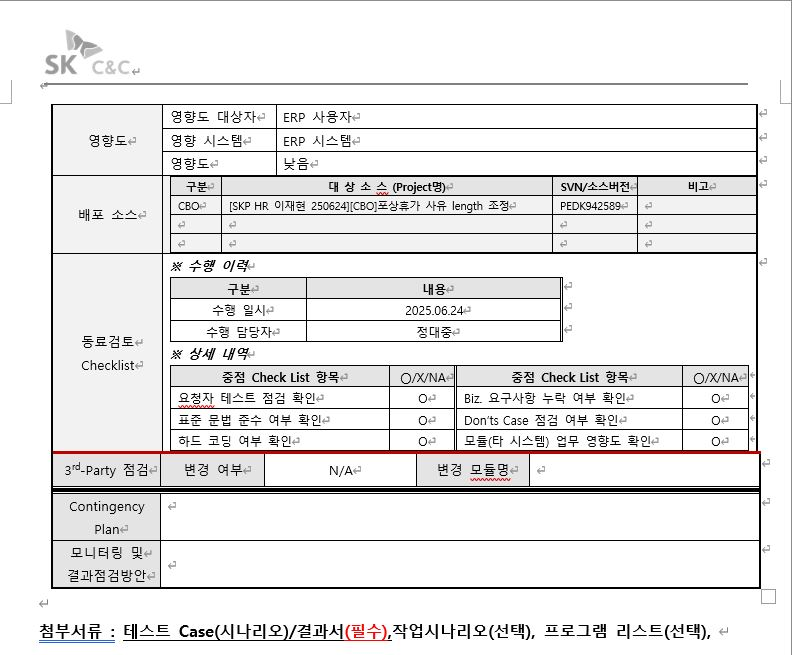 SK C&C
영향도
영향도 대상자 ERP 사용자
영향 시스템 ERP 시스템
영향도 낮음
배포 소스
구분 대 상 소 스 (Project명) SVN/소스버전 비고
CBO [SKP HR 이재현 250624][CBO]포상휴가 사유 length 조정 PEDK942589
동료검토
Checklist
※ 수행 이력
구분 내용
수행 일시 2025.06.24
수행 담당자 정대중
※ 상세 내역
중점 Check List 항목 O/X/NA 중점 Check List 항목 O/X/NA
요청자 테스트 점검 확인 O Biz. 요구사항 누락 여부 확인 O
표준 문법 준수 여부 확인 O Don'ts Case 점검 여부 확인 O
하드 코딩 여부 확인 O 모듈(타 시스템) 업무 영향도 확인 O
3rd-Party 점검 변경 여부 N/A 변경 모듈명
Contingency
Plan
모니터링 및
결과점검방안
첨부서류 : 테스트 Case(시나리오)/결과서(필수),작업시나리오(선택), 프로그램 리스트(선택),